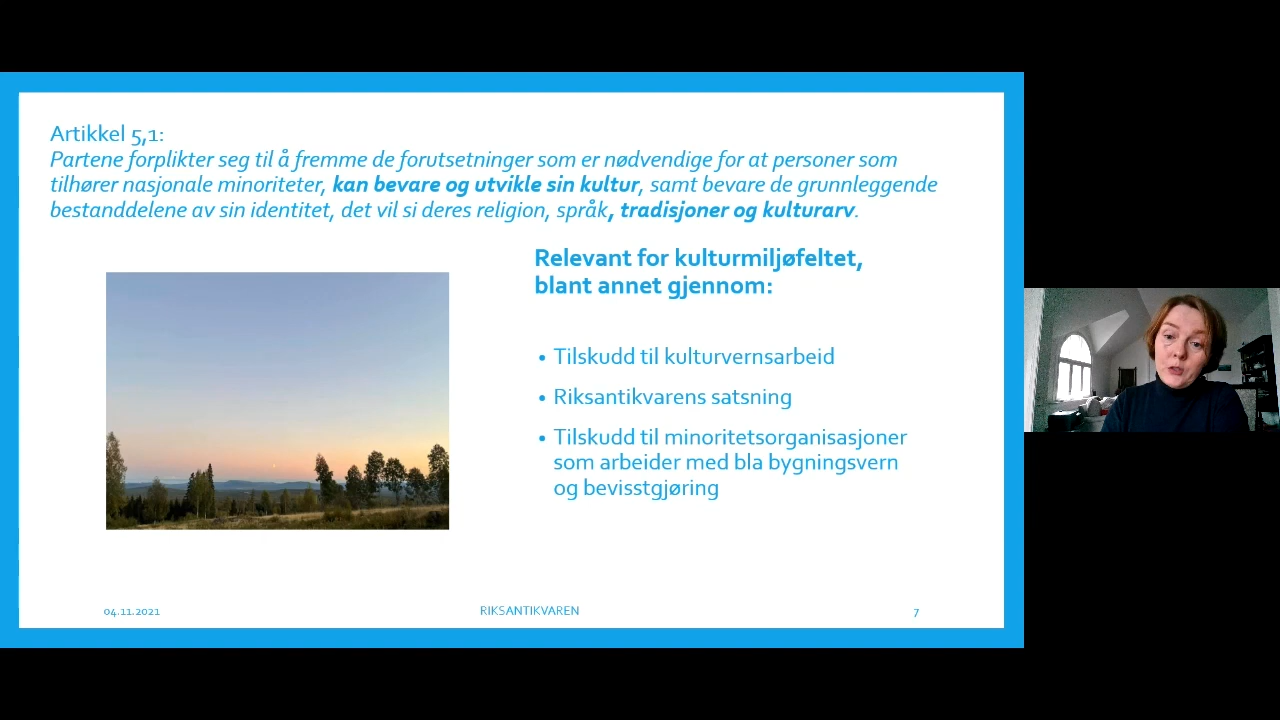 Artikkel 5,1:
Partene forplikter seg til å fremme de forutsetninger som er nødvendige for at personer som
tilhører nasjonale minoriteter, kan bevare og utvikle sin kultur, samt bevare de grunnleggende
bestanddelene av sin identitet, det vil si deres religion, språk, tradisjoner og kulturarv.
Relevant for kulturmiljøfeltet,
blant annet gjennom:
• Tilskudd til kulturvernsarbeid
• Riksantikvarens satsning
• Tilskudd til minoritetsorganisasjoner
som arbeider med bla bygningsvern
og bevisstgjøring
04.11.2021
RIKSANTIKVAREN
7